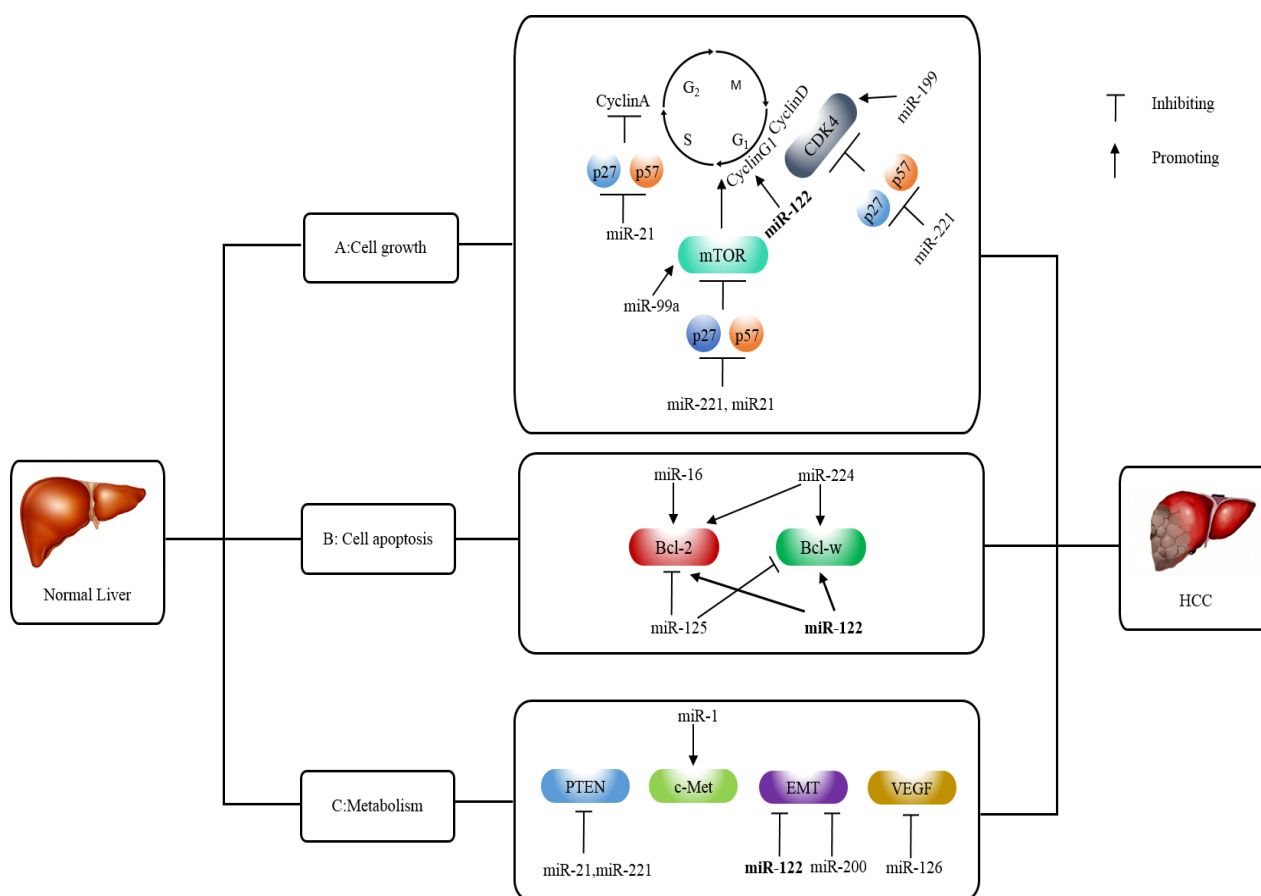 CyclinA
G2
M
S
G1
CyclinD
CyclinG1
CDK4
miR-199
Inhibiting
Promoting
p27
p57
p57
p27
miR-21
miR-122
miR-221
A:Cell growth
mTOR
miR-99a
p27
p57
miR-221, miR21
Normal Liver
B: Cell apoptosis
miR-16
miR-224
Bcl-2
Bcl-w
miR-125
miR-122
HCC
C:Metabolism
miR-1
PTEN
c-Met
EMT
VEGF
miR-21,miR-221
miR-122
miR-200
miR-126